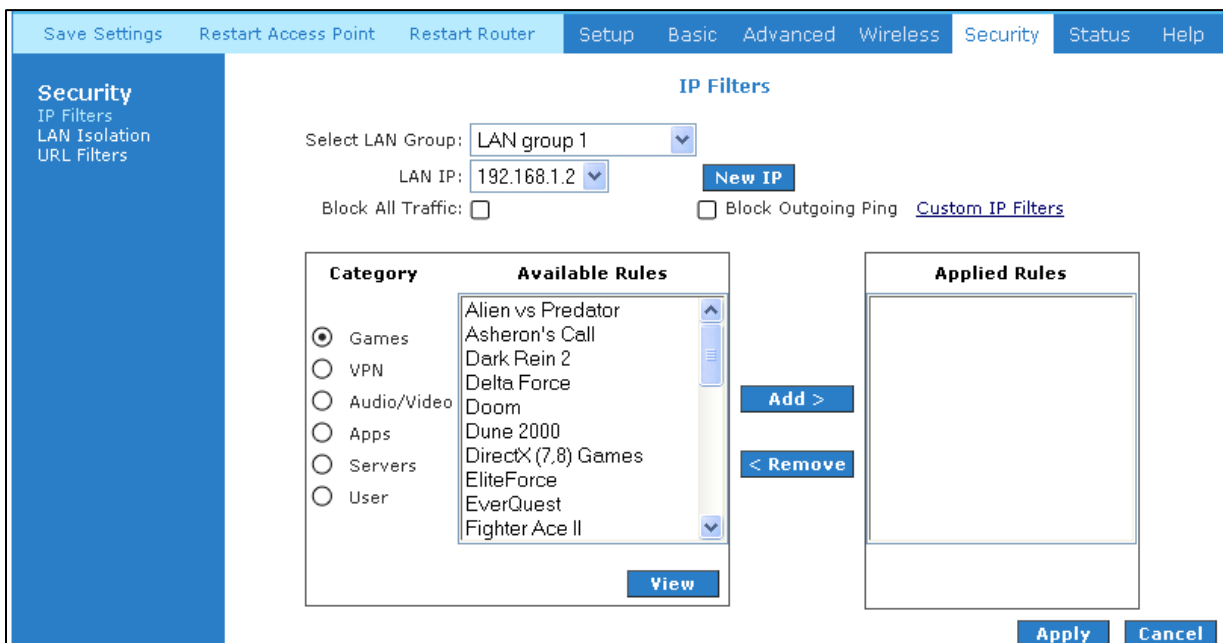 Save Settings Restart Access Point Restart Router Setup Basic Advanced Wireless Security Status Help
Security
IP Filters
LAN Isolation
URL Filters
IP Filters
Select LAN Group: LAN group 1
LAN IP: 192.168.1.2 New IP
Block All Traffic: Block Outgoing Ping Custom IP Filters
Category
Games
VPN
Audio/Video
Apps
Servers
User
Available Rules
Alien vs Predator
Asheron's Call
Dark Rein 2
Delta Force
Doom
Dune 2000
DirectX (7,8) Games
EliteForce
EverQuest
Fighter Ace II
View
Add >
< Remove
Applied Rules
Apply Cancel